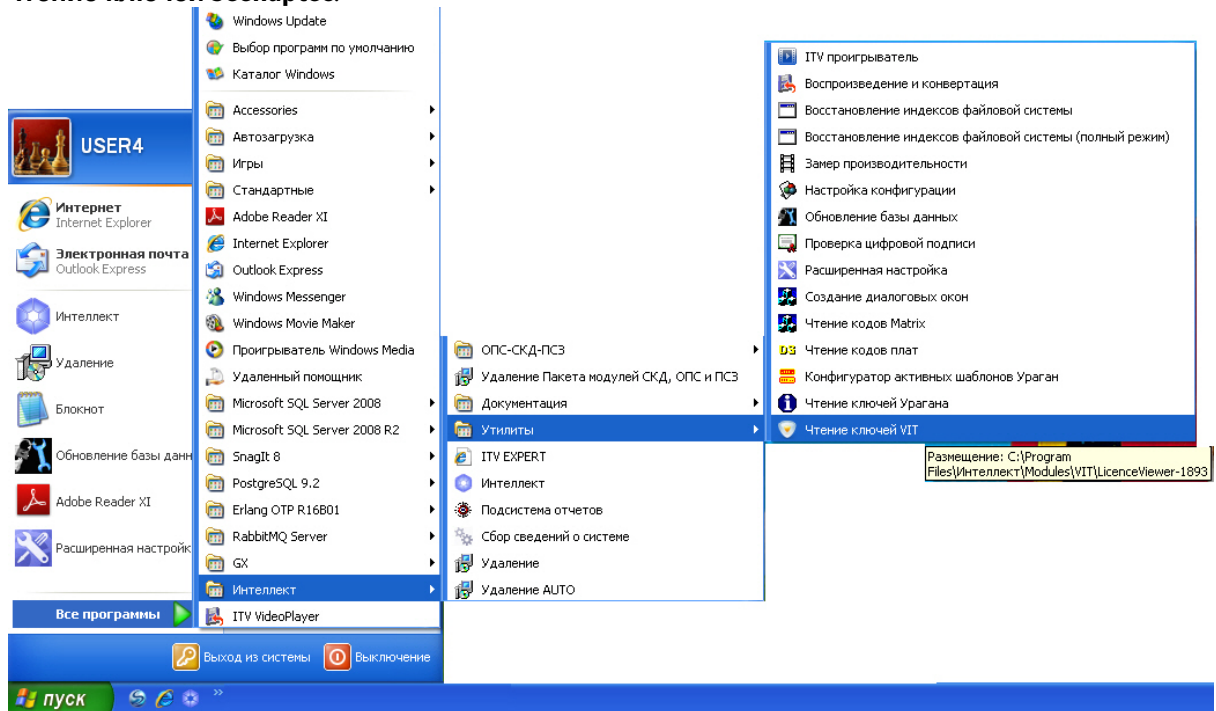 USER4
Интернет
Internet Explorer
Электронная почта
Outlook Express
Интеллект
Удаление
Блокнот
Обновление базы данн
Adobe Reader XI
Расширенная настройк
Все программы
Windows Update
Выбор программ по умолчанию
Каталог Windows
Accessories
Автозагрузка
Игры
Стандартные
Adobe Reader XI
Internet Explorer
Outlook Express
Windows Messenger
Windows Movie Maker
Проигрыватель Windows Media
Удаленный помощник
Microsoft SQL Server 2008
Microsoft SQL Server 2008 R2
SnagIt 8
PostgreSQL 9.2
Erlang OTP R16B01
RabbitMQ Server
GX
Интеллект
ITV VideoPlayer
ОПС-СКД-ПСЗ
Удаление Пакета модулей СКД, ОПС и ПСЗ
Документация
Утилиты
ITV EXPERT
Интеллект
Подсистема отчетов
Сбор сведений о системе
Удаление
Удаление AUTO
ITV проигрыватель
Воспроизведение и конвертация
Восстановление индексов файловой системы
Восстановление индексов файловой системы (полный режим)
Замер производительности
Настройка конфигурации
Обновление базы данных
Проверка цифровой подписи
Расширенная настройка
Создание диалоговых окон
Чтение кодов Matrix
Чтение кодов плат
Конфигуратор активных шаблонов Ураган
Чтение ключей Урагана
Чтение ключей VIT
Размещение: C:\Program
Files\Интеллект\Modules\VIT\LicenceViewer-1893
Выход из системы
Выключение
пуск